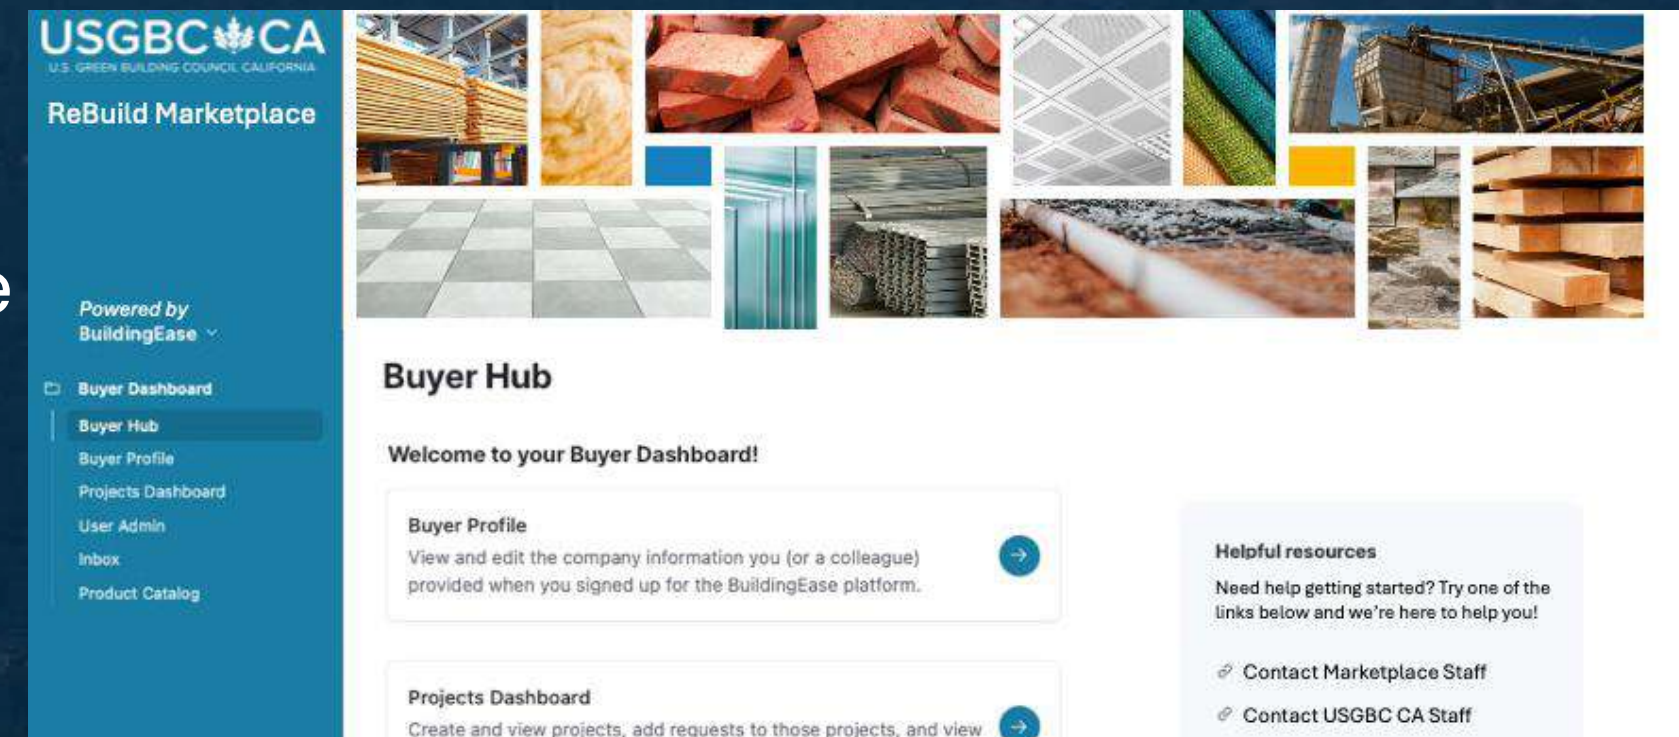 USGBC CA
U.S. GREEN BUILDING COUNCIL CALIFORNIA
ReBuild Marketplace
e
Powered by
BuildingEase
Buyer Dashboard
Buyer Hub
Buyer Profile
Projects Dashboard
User Admin
Inbox
Product Catalog
Buyer Hub
Welcome to your Buyer Dashboard!
Buyer Profile
View and edit the company information you (or a colleague)
provided when you signed up for the BuildingEase platform.
Projects Dashboard
Create and view projects, add requests to those projects, and view
Helpful resources
Need help getting started? Try one of the
links below and we're here to help you!
Contact Marketplace Staff
Contact USGBC CA Staff